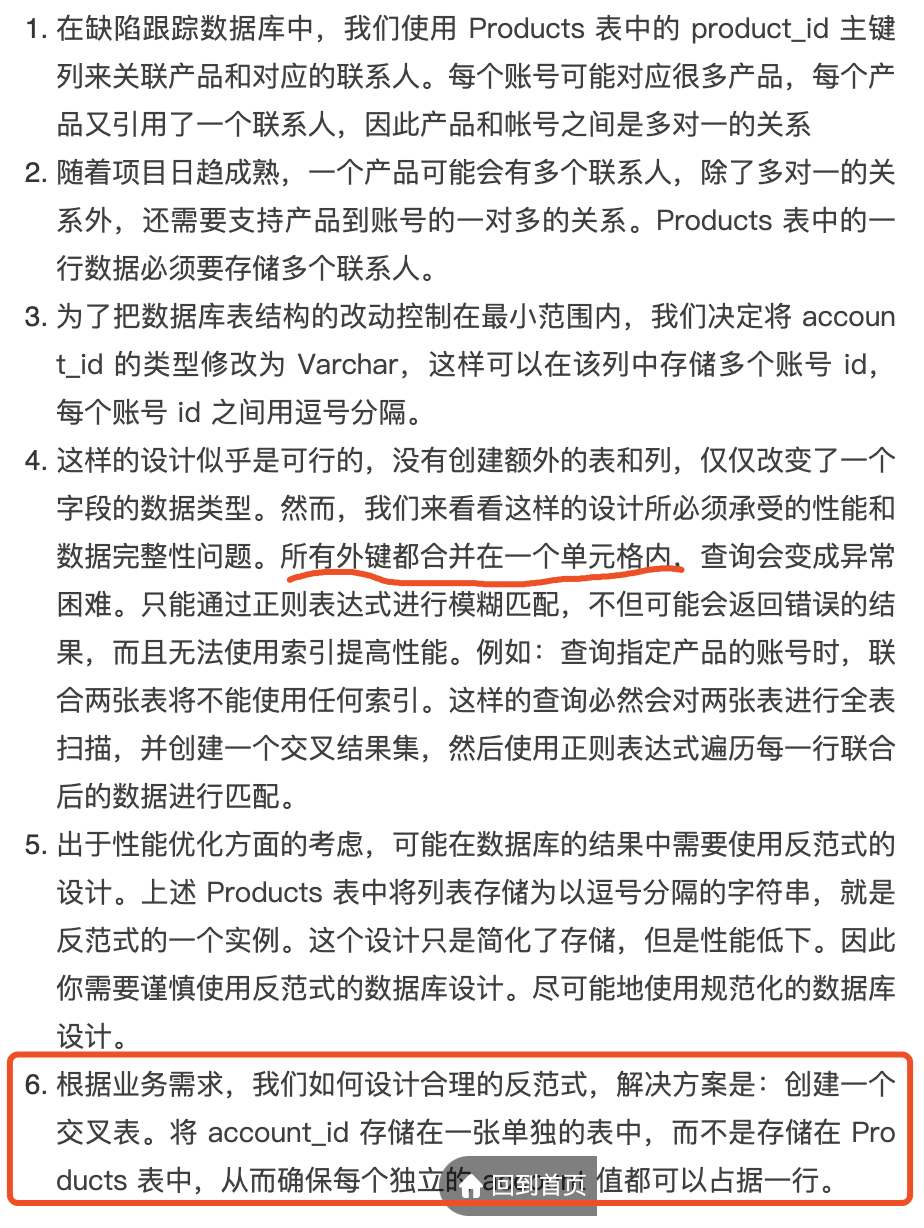 1. 在缺陷跟踪数据库中，我们使用 Products 表中的 product_id 主键
列来关联产品和对应的联系人。每个账号可能对应很多产品，每个产
品又引用了一个联系人，因此产品和帐号之间是多对一的关系
2. 随着项目日趋成熟，一个产品可能会有多个联系人，除了多对一的关
系外，还需要支持产品到账号的一对多的关系。Products 表中的一
行数据必须要存储多个联系人。
3. 为了把数据库表结构的改动控制在最小范围内，我们决定将 accoun
t_id 的类型修改为 Varchar，这样可以在该列中存储多个账号 id，
每个账号 id 之间用逗号分隔。
4. 这样的设计似乎是可行的，没有创建额外的表和列，仅仅改变了一个
字段的数据类型。然而，我们来看看这样的设计所必须承受的性能和
数据完整性问题。所有外键都合并在一个单元格内，查询会变成异常
困难。只能通过正则表达式进行模糊匹配，不但可能会返回错误的结
果，而且无法使用索引提高性能。例如：查询指定产品的账号时，联
合两张表将不能使用任何索引。这样的查询必然会对两张表进行全表
扫描，并创建一个交叉结果集，然后使用正则表达式遍历每一行联合
后的数据进行匹配。
5. 出于性能优化方面的考虑，可能在数据库的结果中需要使用反范式的
设计。上述 Products 表中将列表存储为以逗号分隔的字符串，就是
反范式的一个实例。这个设计只是简化了存储，但是性能低下。因此
你需要谨慎使用反范式的数据库设计。尽可能地使用规范化的数据库
设计。
6. 根据业务需求，我们如何设计合理的反范式，解决方案是：创建一个
交叉表。将 account_id 存储在一张单独的表中，而不是存储在 Pro
ducts 表中，从而确保每个独立的 account 值都可以占据一行。
回到首页